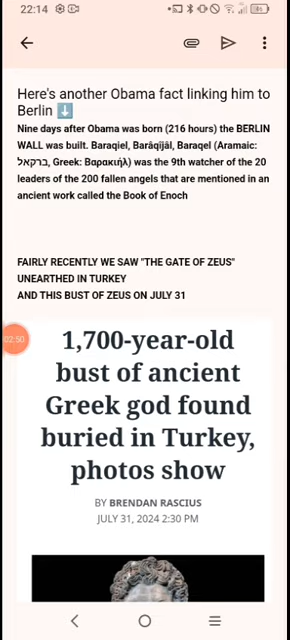 22:14
Here's another Obama fact linking him to
Berlin ⬇️
Nine days after Obama was born (216 hours) the BERLIN
WALL was built. Baraqiel, Barâqîjâl, Baraqel (Aramaic:
ברקאל, Greek: Βαρακιήλ) was the 9th watcher of the 20
leaders of the 200 fallen angels that are mentioned in an
ancient work called the Book of Enoch
FAIRLY RECENTLY WE SAW "THE GATE OF ZEUS"
UNEARTHED IN TURKEY
AND THIS BUST OF ZEUS ON JULY 31
02:50
1,700-year-old
bust of ancient
Greek god found
buried in Turkey,
photos show
BY BRENDAN RASCIUS
JULY 31, 2024 2:30 PM